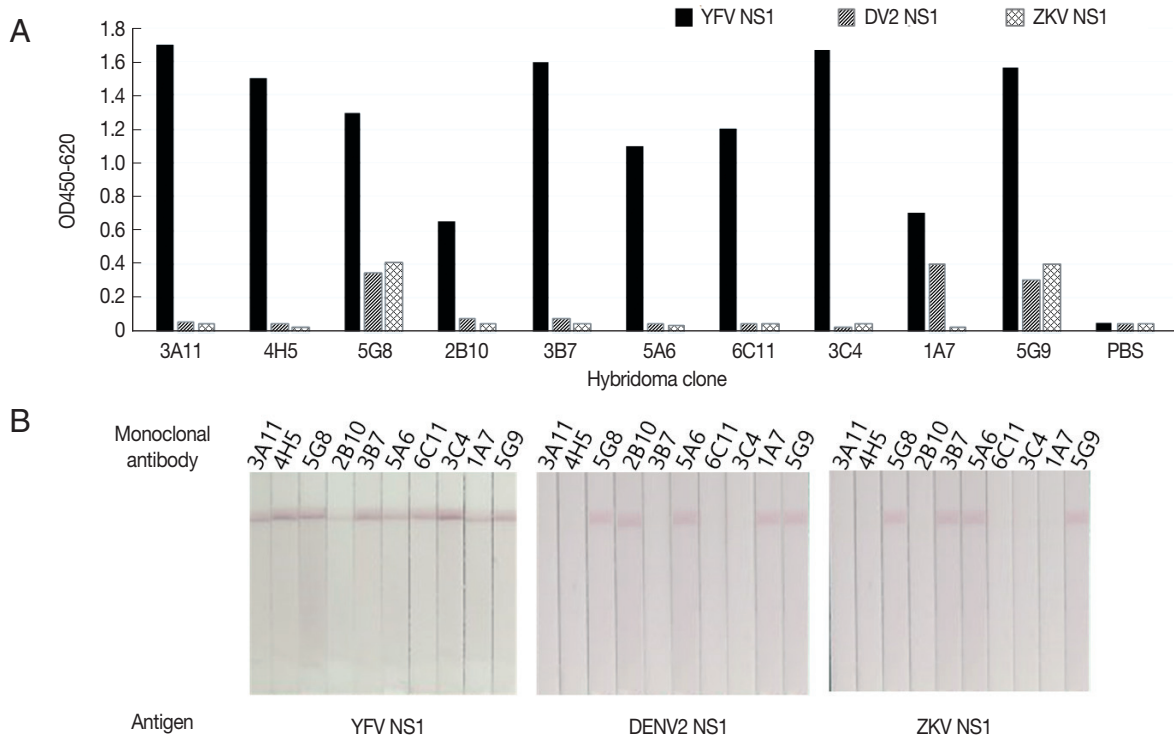 A
YFV NS1 DV2 NS1 ZKV NS1
OD450-620
1.8
1.6
1.4
1.2
1.0
0.8
0.6
0.4
0.2
0
3A11 4H5 5G8 2B10 3B7 5A6 6C11 3C4 1A7 5G9 PBS
Hybridoma clone
B
Monoclonal
antibody
3A11 4H5 5G8 2B10 3B7 5A6 6C11 3C4 1A7 5G9
3A11 4H5 5G8 2B10 3B7 5A6 6C11 3C4 1A7 5G9
3A11 4H5 5G8 2B10 3B7 5A6 6C11 3C4 1A7 5G9
Antigen YFV NS1 DENV2 NS1 ZKV NS1